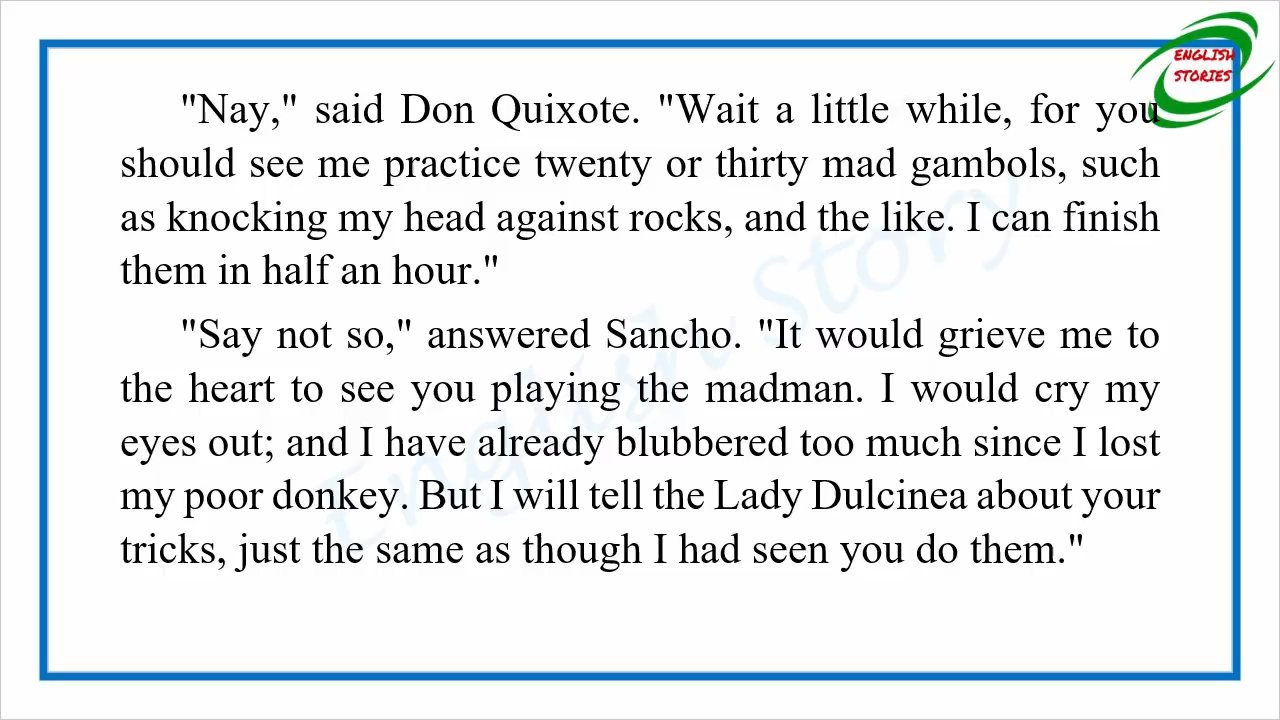 ENGLISH
STORIES
"Nay," said Don Quixote. "Wait a little while, for you
should see me practice twenty or thirty mad gambols, such
as knocking my head against rocks, and the like. I can finish
them in half an hour."
"Say not so," answered Sancho. "It would grieve me to
the heart to see you playing the madman. I would cry my
eyes out; and I have already blubbered too much since I lost
my poor donkey. But I will tell the Lady Dulcinea about your
tricks, just the same as though I had seen you do them."
English Story